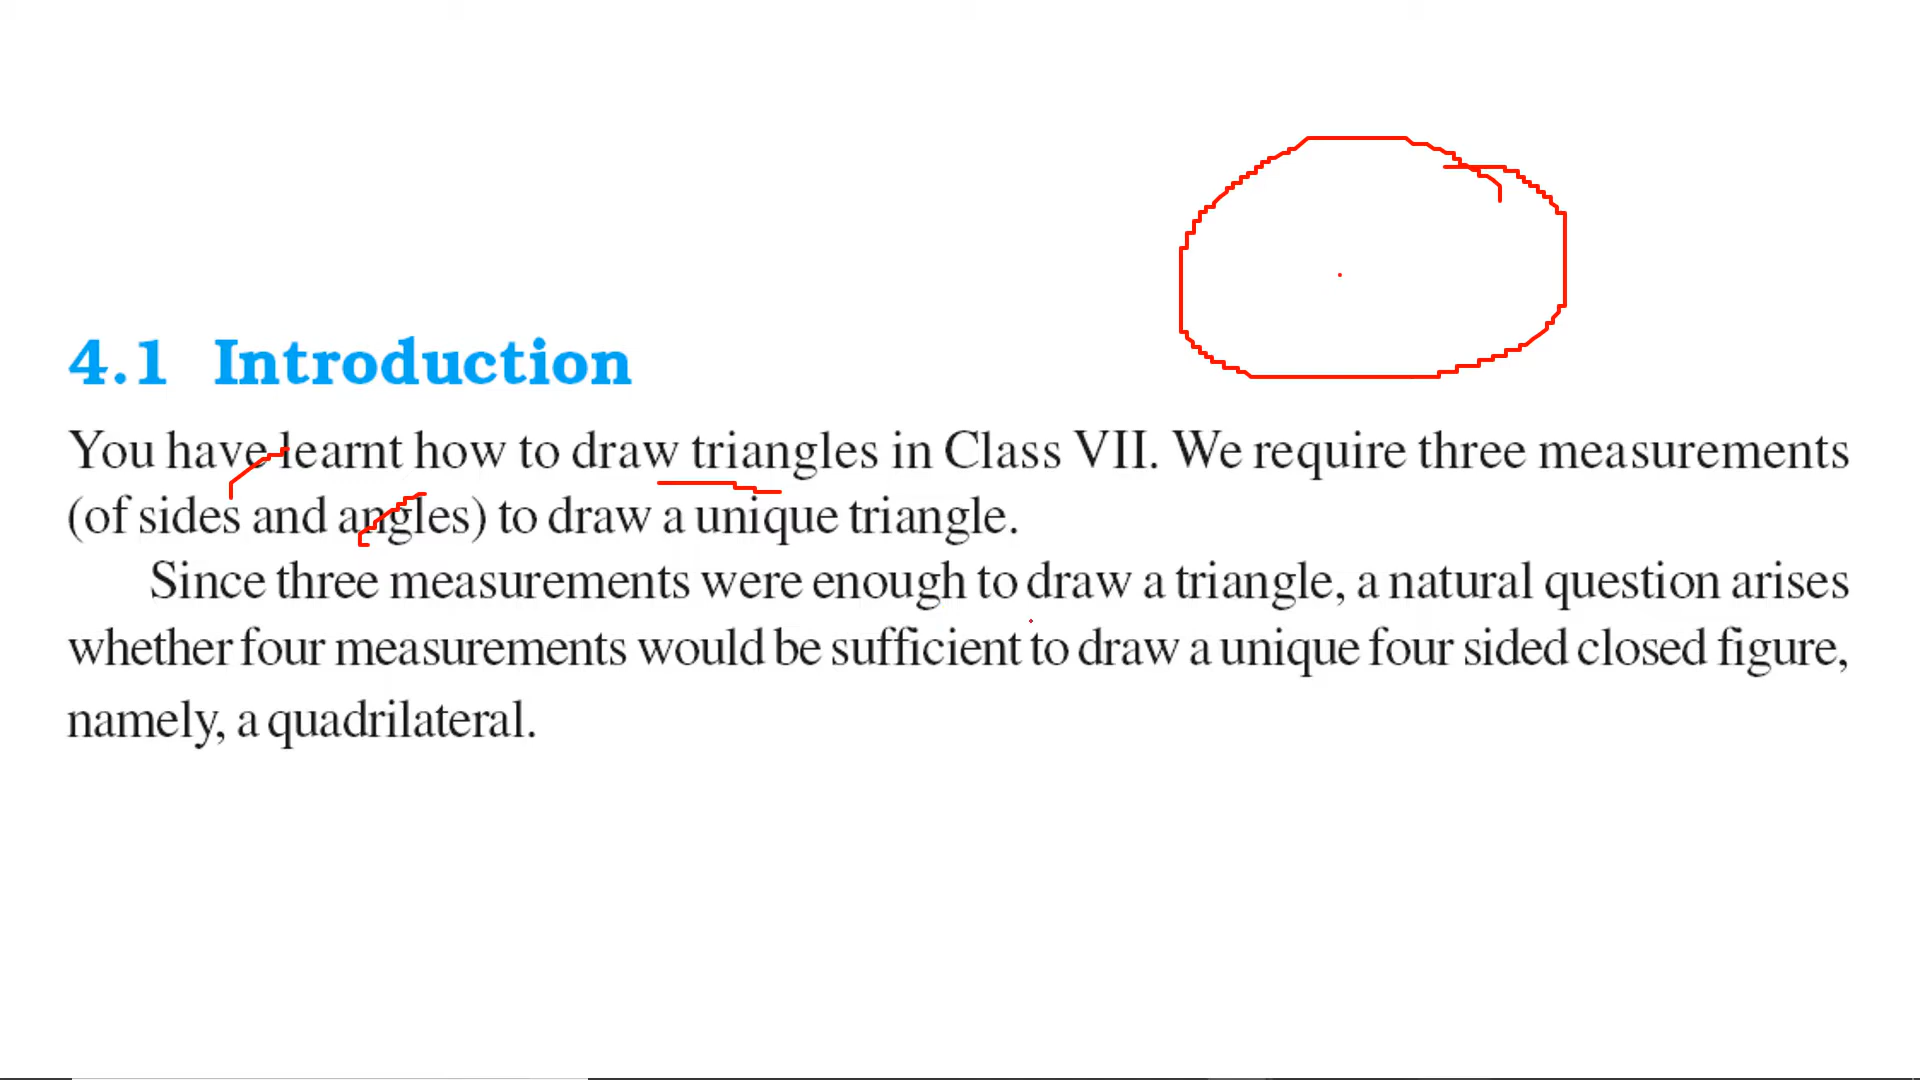 4.1 Introduction
You have learnt how to draw triangles in Class VII. We require three measurements
(of sides and angles) to draw a unique triangle.
Since three measurements were enough to draw a triangle, a natural question arises
whether four measurements would be sufficient to draw a unique four sided closed figure,
namely, a quadrilateral.